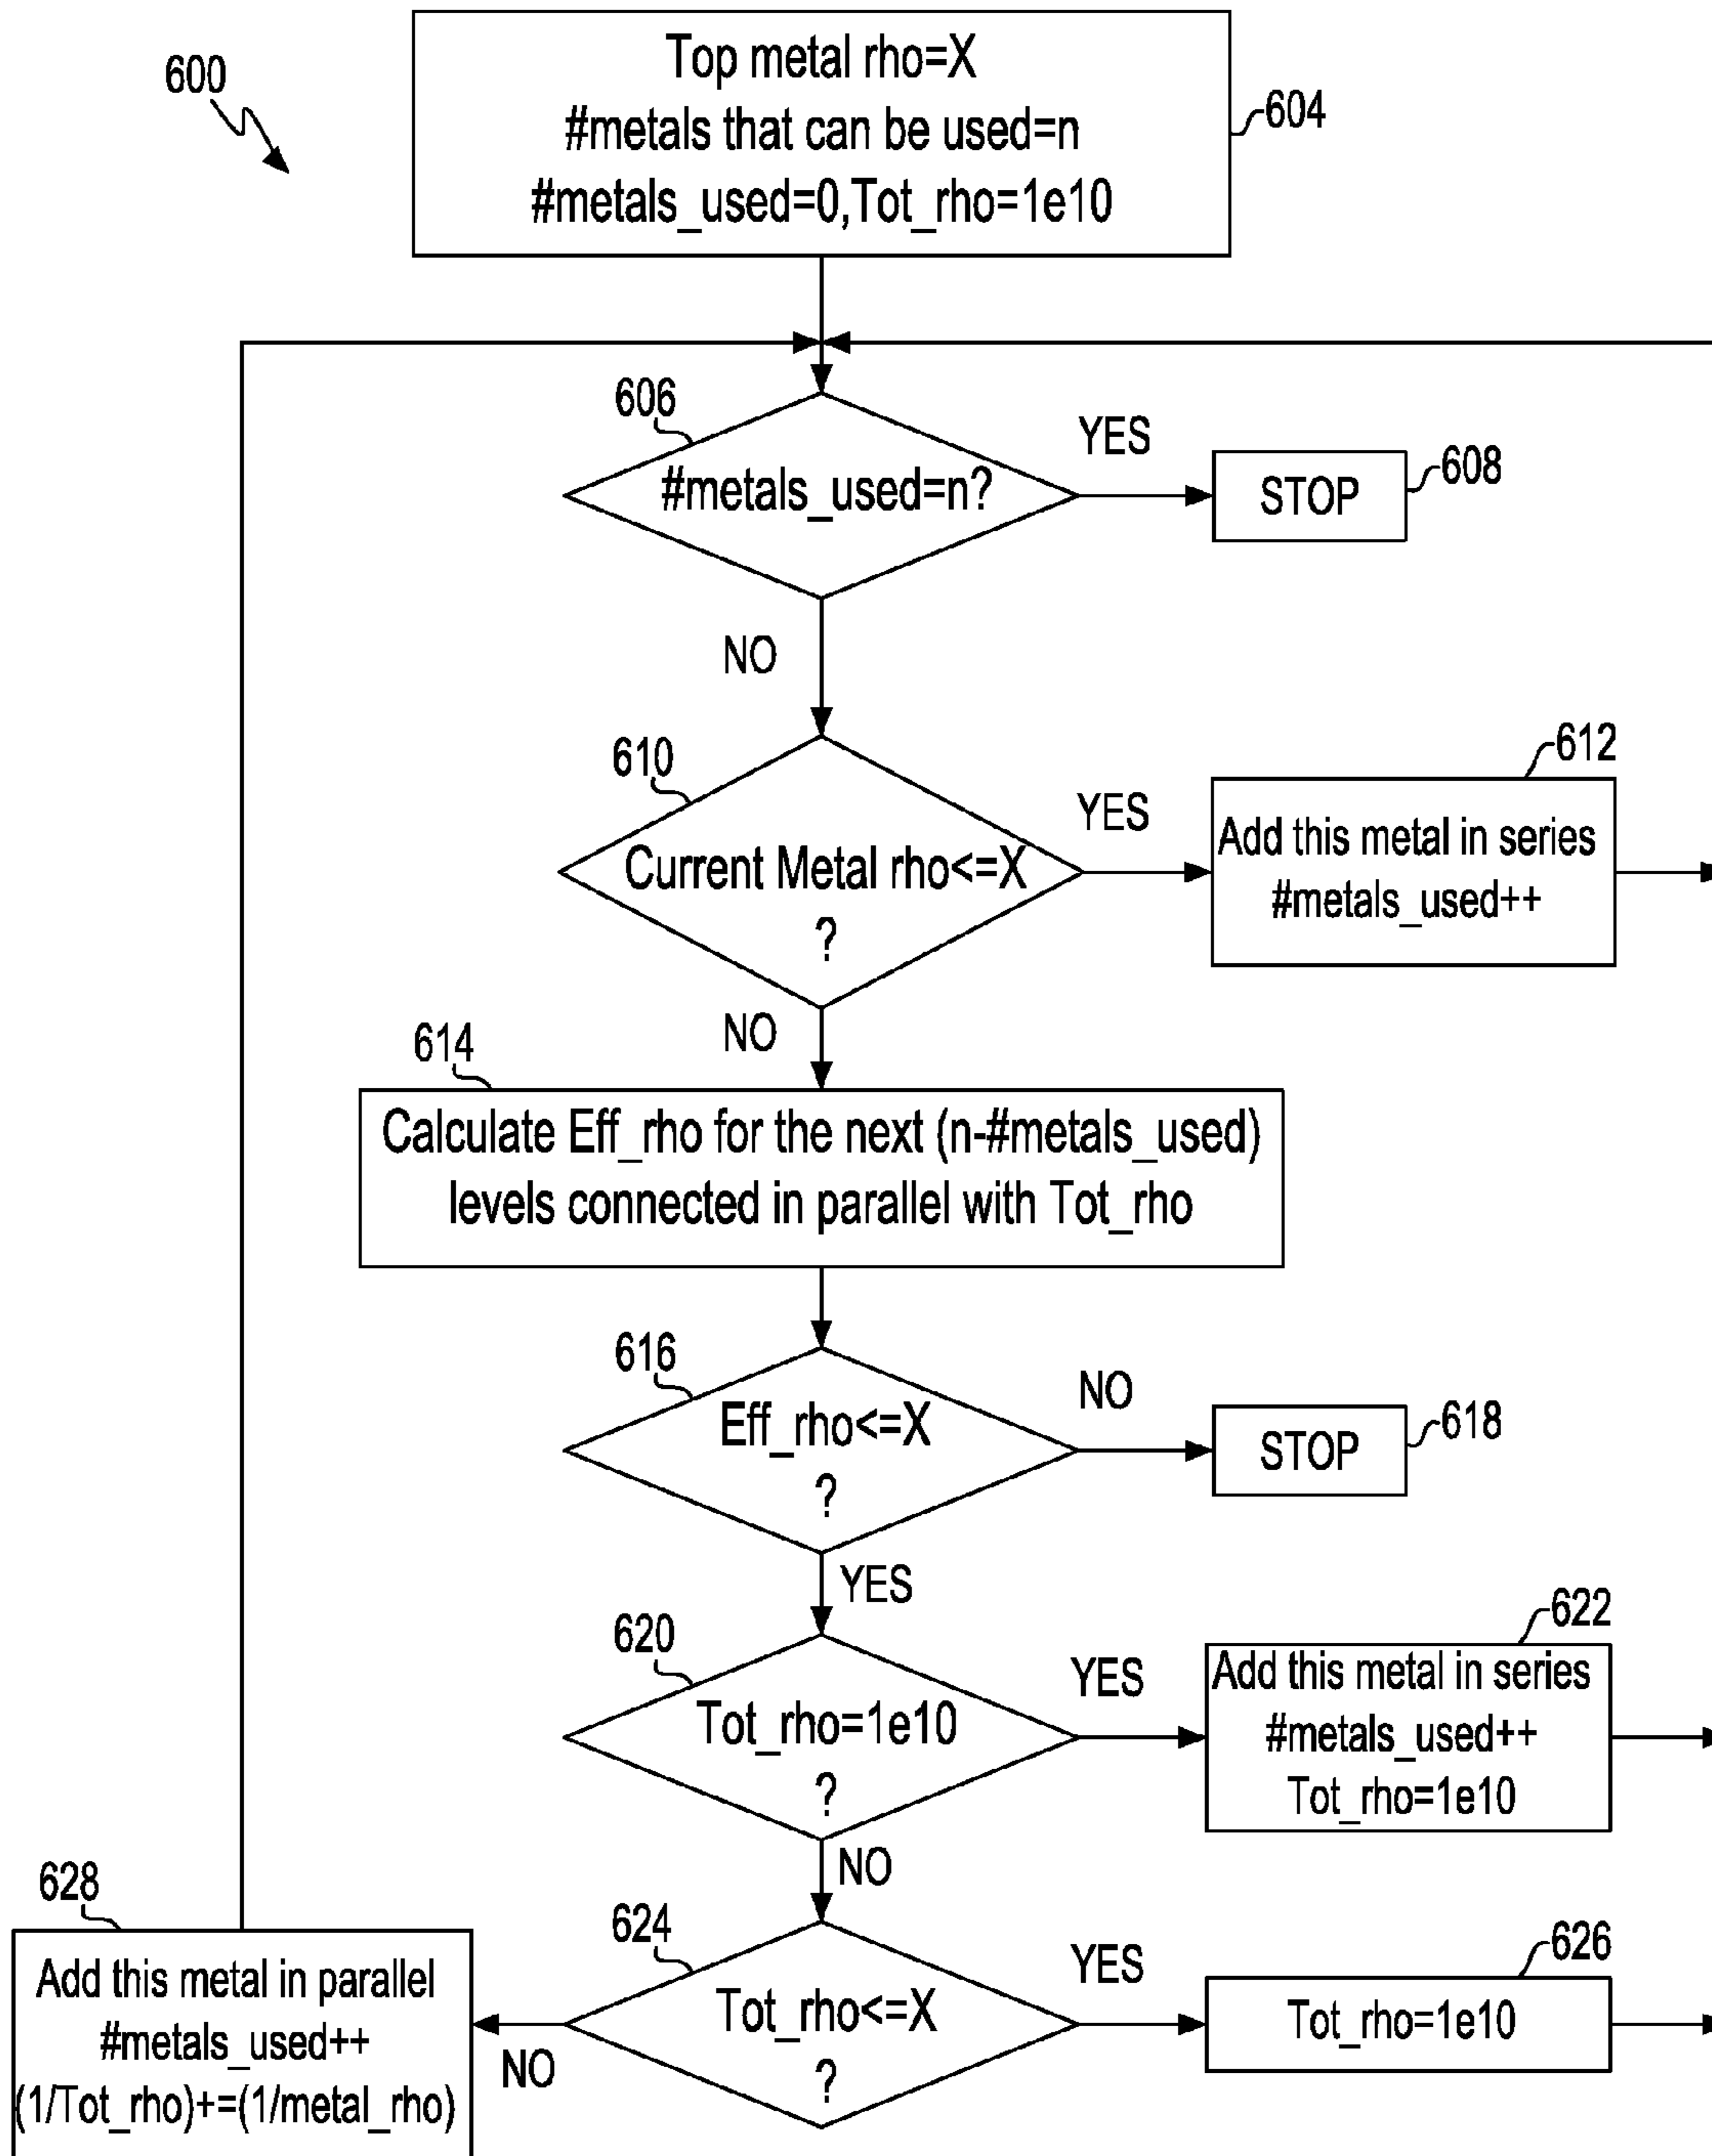 600
Top metal rho=X
#metals that can be used=n
#metals_used=0,Tot_rho=1e10
604
606
#metals_used=n?
YES
STOP
608
NO
610
Current Metal rho<=X
?
YES
612
Add this metal in series
#metals_used++
NO
614
Calculate Eff_rho for the next (n-#metals_used)
levels connected in parallel with Tot_rho
616
Eff_rho<=X
?
NO
STOP
618
YES
620
Tot_rho=1e10
?
YES
622
Add this metal in series
#metals_used++
Tot_rho=1e10
NO
624
Tot_rho<=X
?
YES
626
Tot_rho=1e10
NO
628
Add this metal in parallel
#metals_used++
(1/Tot_rho)+=(1/metal_rho)